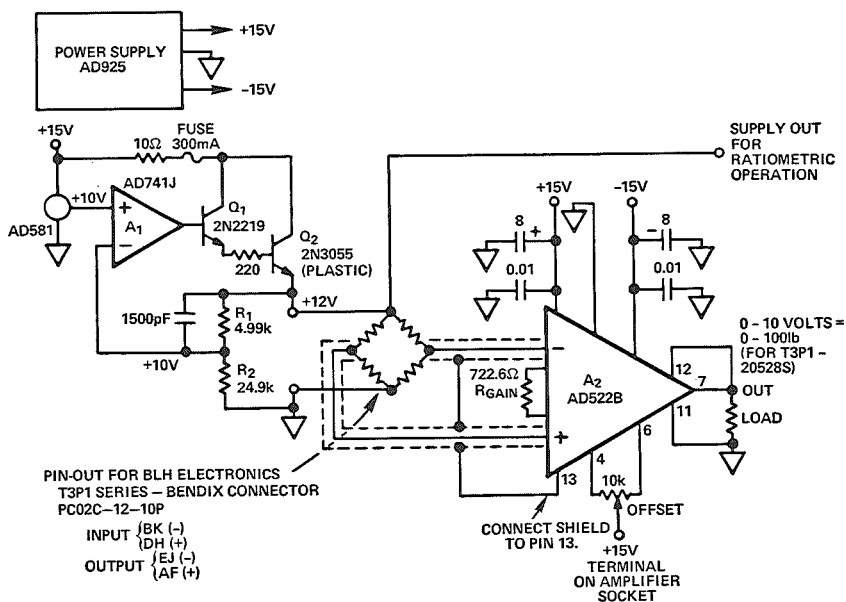 POWER SUPPLY
AD925
+15V
-15V
+15V
10Ω
FUSE
300mA
AD741J
+10V
+
A1
−
AD581
Q1
2N2219
Q2
2N3055
(PLASTIC)
220
+12V
1500pF
R1
4.99k
+10V
R2
24.9k
SUPPLY OUT
FOR
RATIOMETRIC
OPERATION
+15V
-15V
8
+
0.01
−
8
0.01
−
722.6Ω
RGAIN
A2
AD522B
+
0 - 10 VOLTS =
0 - 100lb
(FOR T3P1 -
20528S)
12
7
OUT
11
LOAD
6
4
13
10k
OFFSET
+15V
TERMINAL
ON AMPLIFIER
SOCKET
CONNECT SHIELD
TO PIN 13.
PIN-OUT FOR BLH ELECTRONICS
T3P1 SERIES – BENDIX CONNECTOR
PC02C–12–10P
INPUT {BK (-)
DH (+)
OUTPUT {EJ (-)
AF (+)